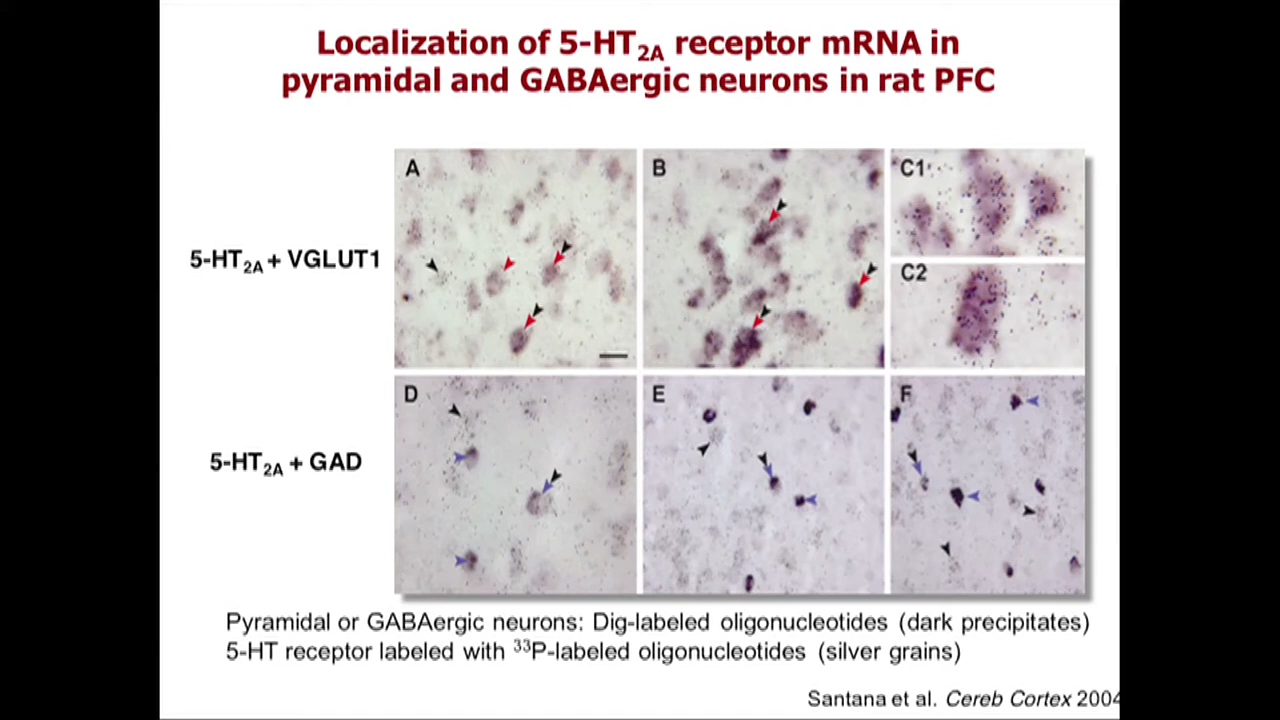 Localization of 5-HT2A receptor mRNA in
pyramidal and GABAergic neurons in rat PFC
A
B
C1
5-HT2A + VGLUT1
C2
D
E
F
5-HT2A + GAD
Pyramidal or GABAergic neurons: Dig-labeled oligonucleotides (dark precipitates)
5-HT receptor labeled with 33P-labeled oligonucleotides (silver grains)
Santana et al. Cereb Cortex 2004